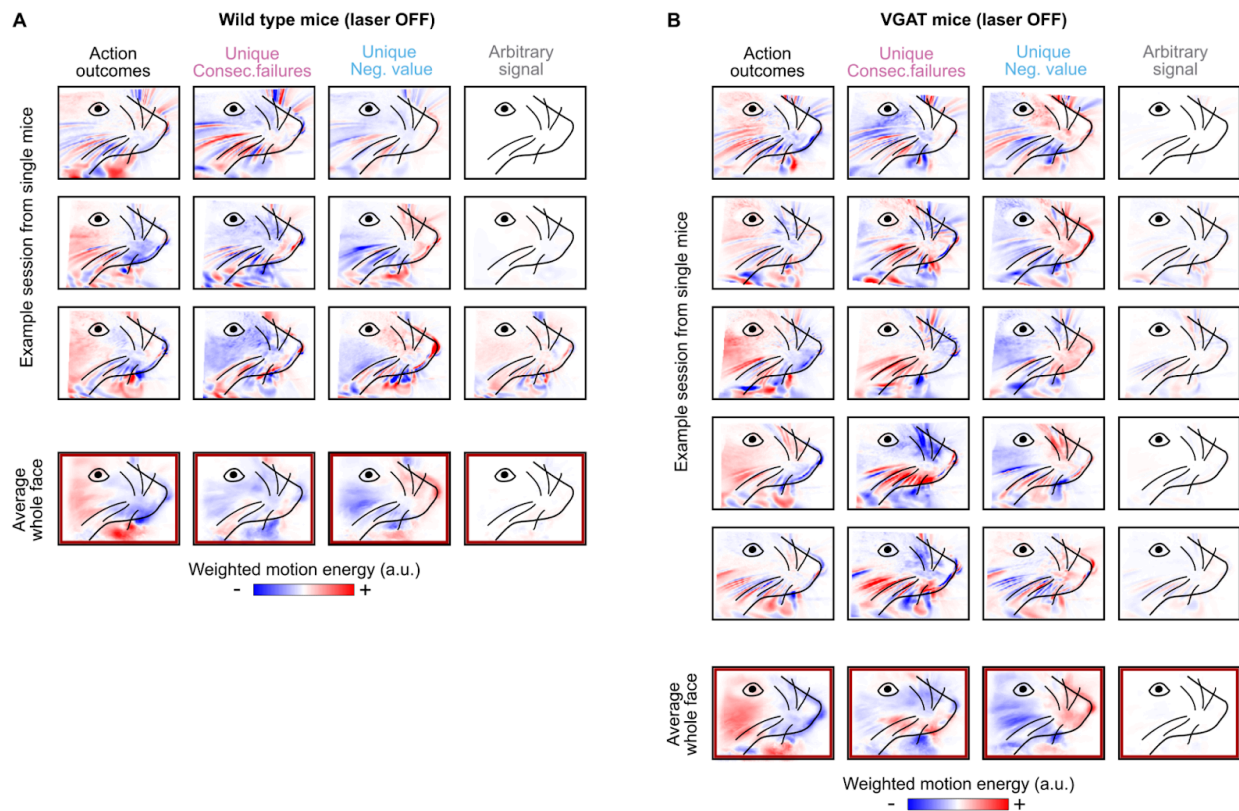 A
Wild type mice (laser OFF)
Action
outcomes
Unique
Consec.failures
Unique
Neg. value
Arbitrary
signal
Example session from single mice
Average
whole face
Weighted motion energy (a.u.)
- +
B
VGAT mice (laser OFF)
Action
outcomes
Unique
Consec.failures
Unique
Neg. value
Arbitrary
signal
Example session from single mice
Average
whole face
Weighted motion energy (a.u.)
- +